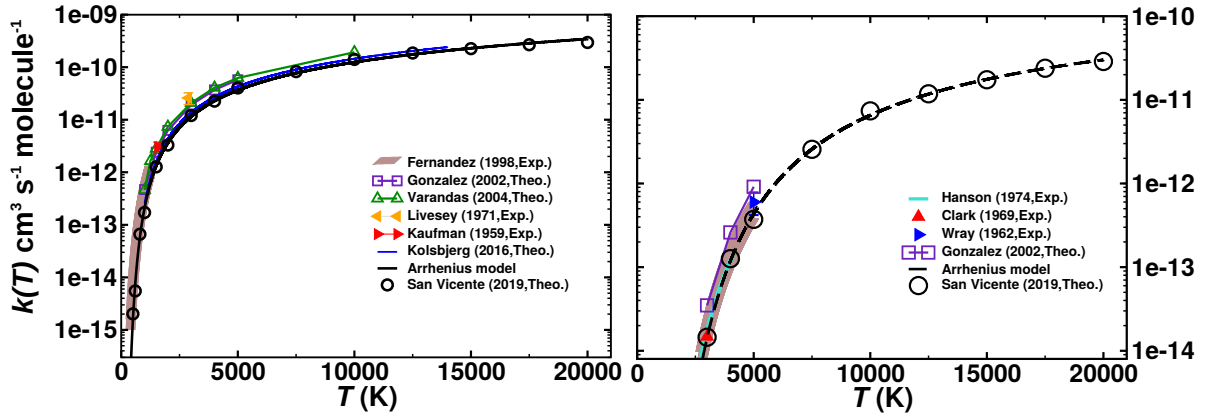 k(T) cm³ s⁻¹ molecule⁻¹
1e-09
1e-10
1e-11
1e-12
1e-13
1e-14
1e-15
Fernandez (1998,Exp.)
Gonzalez (2002,Theo.)
Varandas (2004,Theo.)
Livesey (1971,Exp.)
Kaufman (1959,Exp.)
Kolsbjerg (2016,Theo.)
Arrhenius model
San Vicente (2019,Theo.)
0 5000 10000 15000 20000
T (K)
1e-10
1e-11
1e-12
1e-13
1e-14
Hanson (1974,Exp.)
Clark (1969,Exp.)
Wray (1962,Exp.)
Gonzalez (2002,Theo.)
Arrhenius model
San Vicente (2019,Theo.)
0 5000 10000 15000 20000
T (K)